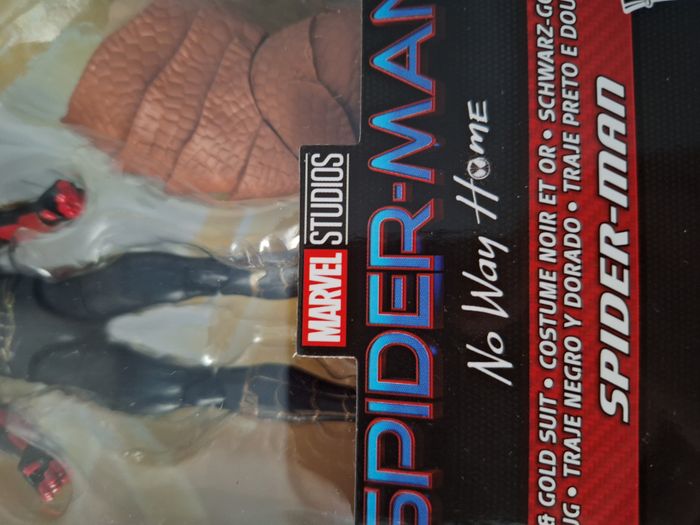 MARVEL STUDIOS
SPIDER-MAN
No Way Home
& GOLD SUIT • COSTUME NOIR ET OR • SCHWARZ-GO
• TRAJE NEGRO Y DORADO • TRAJE PRETO E DOU
SPIDER-MAN